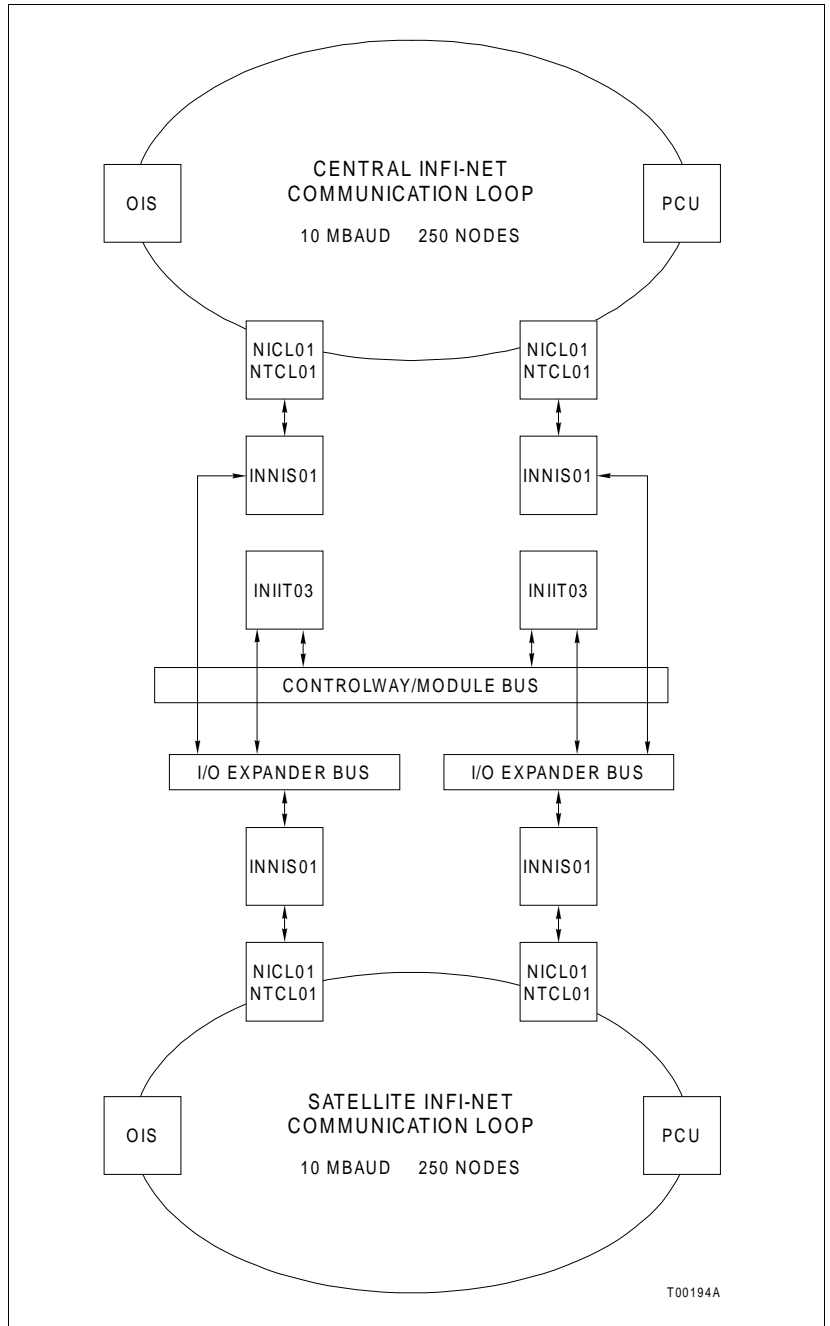 CENTRAL INFI-NET
COMMUNICATION LOOP
10 MBAUD 250 NODES
OIS
PCU
NICL01
NTCL01
NICL01
NTCL01
INNIS01
INNIS01
INIIT03
INIIT03
CONTROLWAY/MODULE BUS
I/O EXPANDER BUS
I/O EXPANDER BUS
INNIS01
INNIS01
NICL01
NTCL01
NICL01
NTCL01
SATELLITE INFI-NET
COMMUNICATION LOOP
10 MBAUD 250 NODES
OIS
PCU
T00194A